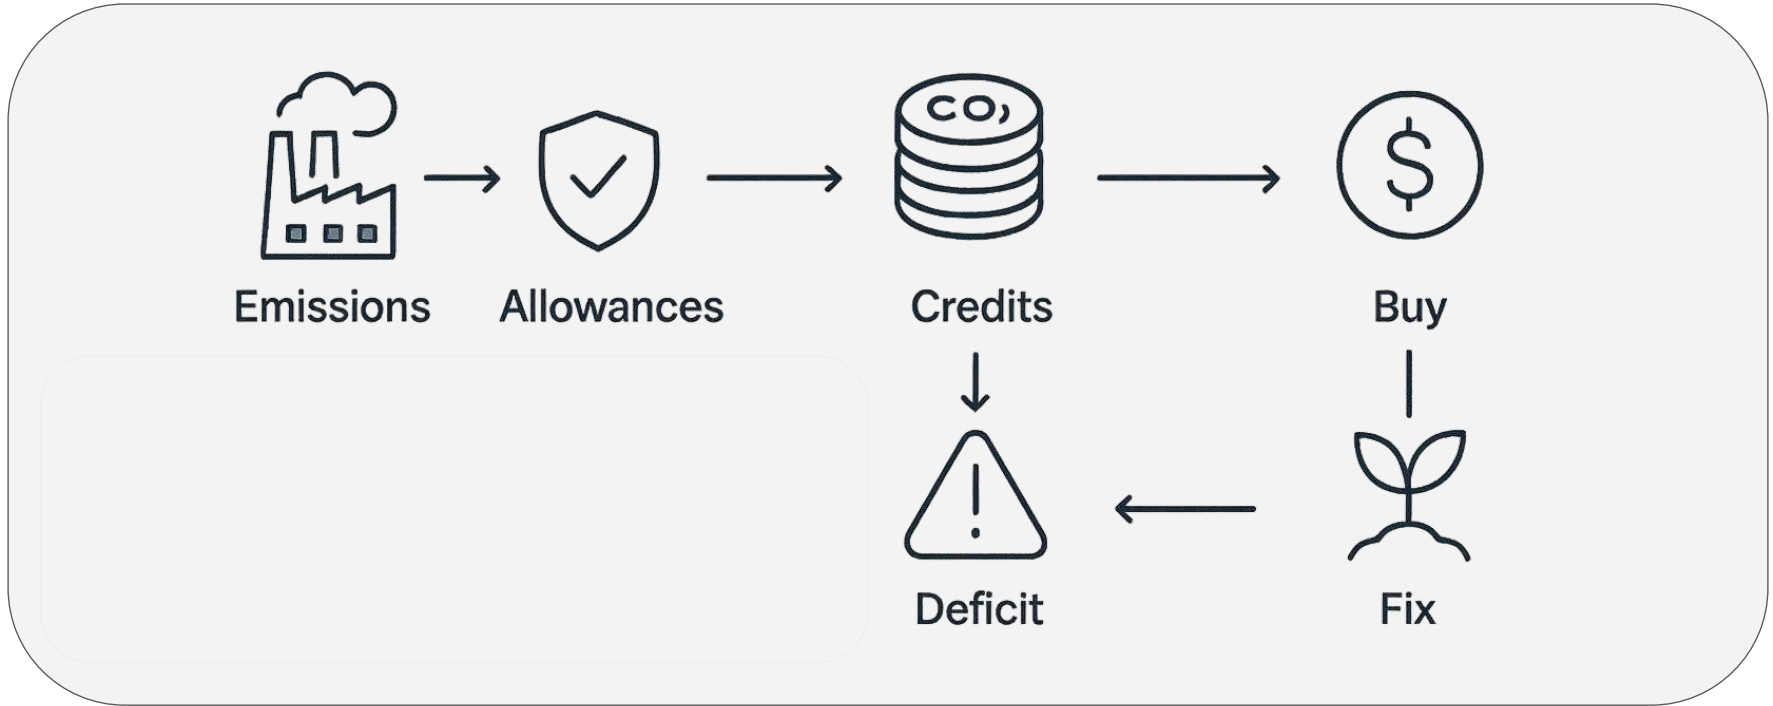 CO₂
$
Emissions
Allowances
Credits
Buy
Deficit
Fix